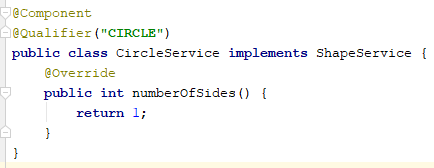 @Component
@Qualifier("CIRCLE")
public class CircleService implements ShapeService {
    @Override
    public int numberOfSides() {
        return 1;
    }
}